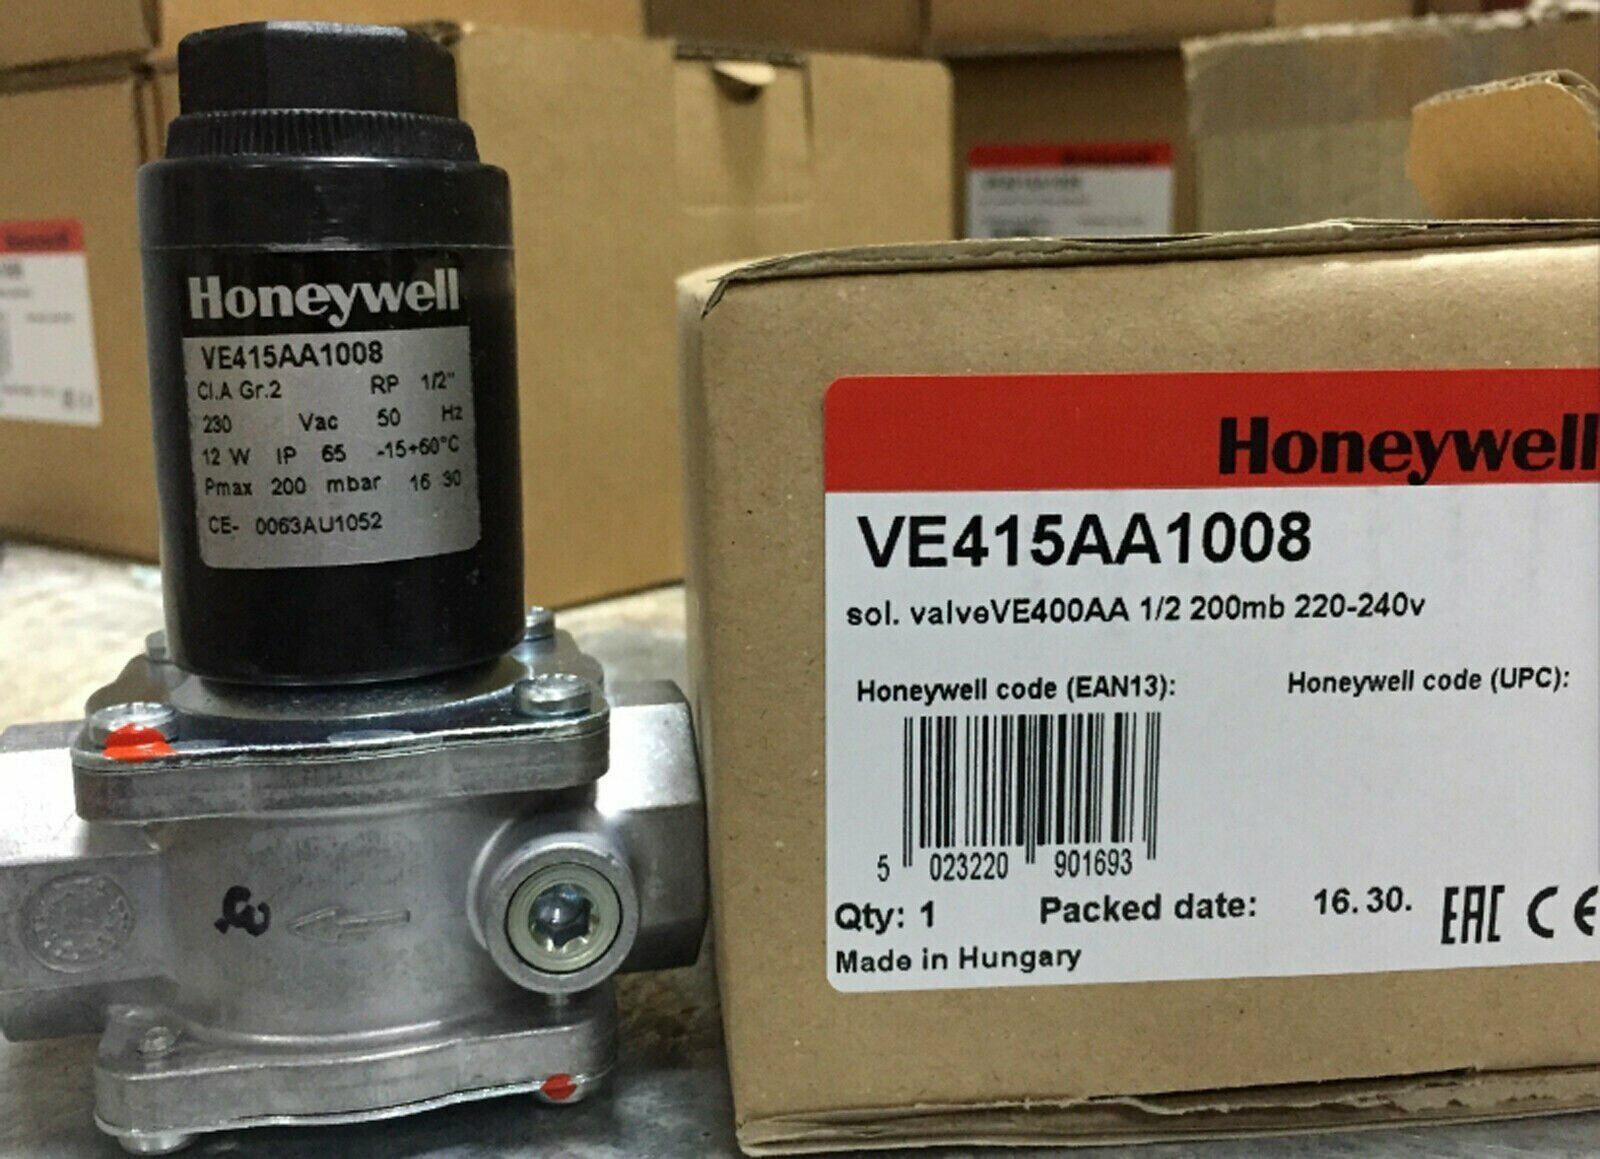 Honeywell
VE415AA1008
Cl.A Gr.2 RP 1/2"
230 Vac 50 Hz
12 W IP 65 -15+60°C
Pmax 200 mbar 16 30
CE- 0063AU1052
Honeywell
VE415AA1008
sol. valveVE400AA 1/2 200mb 220-240v
Honeywell code (EAN13): Honeywell code (UPC):
5 023220 901693
Qty: 1 Packed date: 16. 30. EAC CE
Made in Hungary
Honeywell
Honeywell